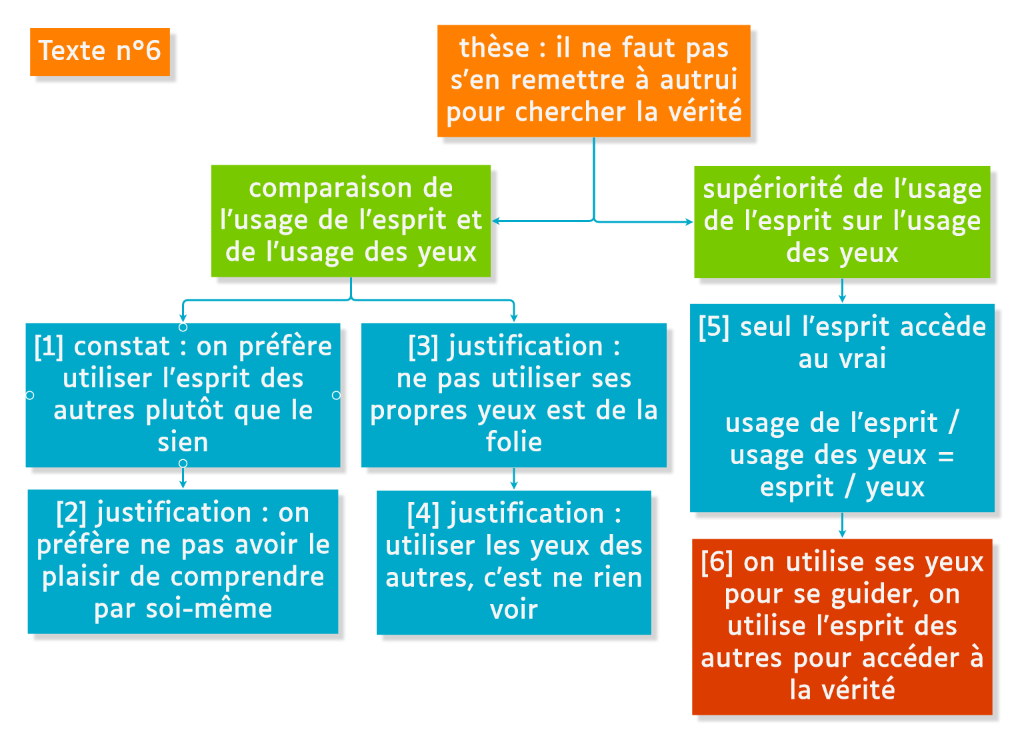 Texte n°6
thèse : il ne faut pas
s'en remettre à autrui
pour chercher la vérité
comparaison de
l'usage de l'esprit et
de l'usage des yeux
supériorité de l'usage
de l'esprit sur l'usage
des yeux
[1] constat : on préfère
utiliser l'esprit des
autres plutôt que le
sien
[3] justification :
ne pas utiliser ses
propres yeux est de la
folie
[5] seul l'esprit accède
au vrai
usage de l'esprit /
usage des yeux =
esprit / yeux
[2] justification : on
préfère ne pas avoir le
plaisir de comprendre
par soi-même
[4] justification :
utiliser les yeux des
autres, c'est ne rien
voir
[6] on utilise ses yeux
pour se guider, on
utilise l'esprit des
autres pour accéder à
la vérité